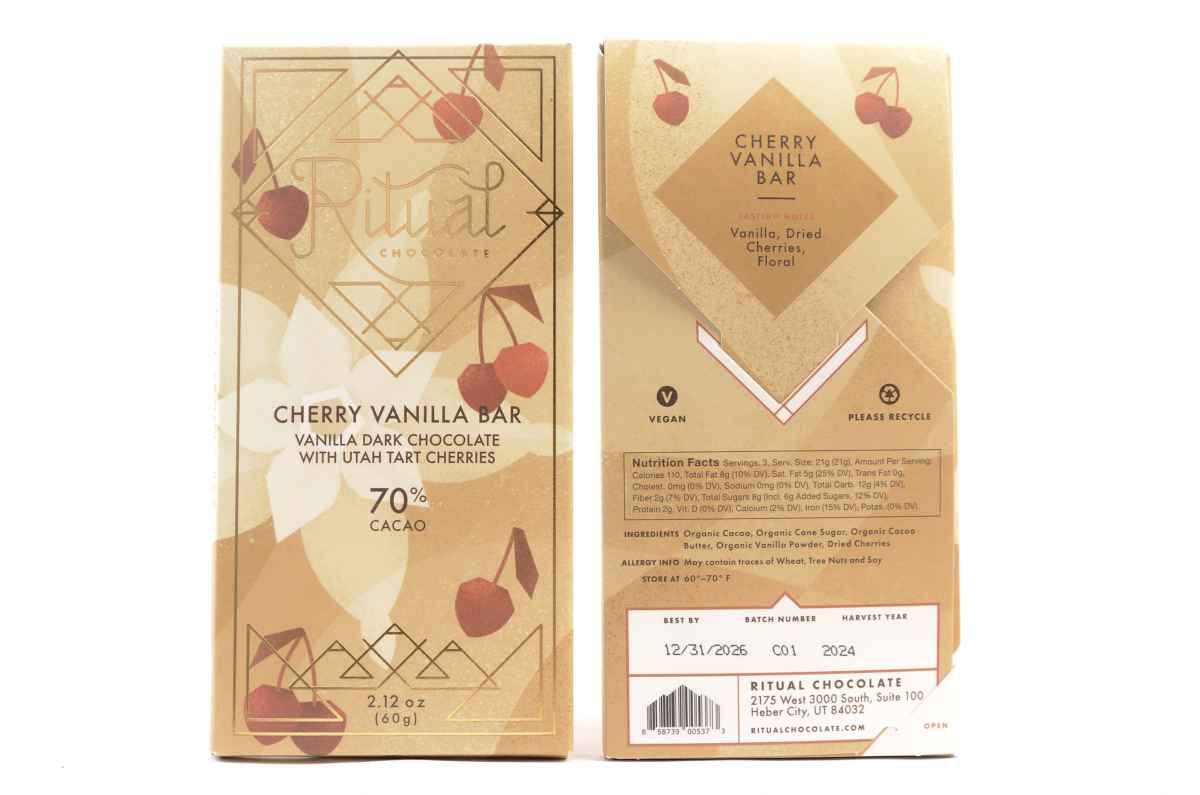 Ritual
CHOCOLATE
CHERRY VANILLA BAR
VANILLA DARK CHOCOLATE
WITH UTAH TART CHERRIES
70%
CACAO
2.12 oz
(60g)
CHERRY
VANILLA
BAR
TASTING NOTES
Vanilla, Dried
Cherries,
Floral
V
VEGAN
PLEASE RECYCLE
Nutrition Facts Servings: 3, Serv. Size: 21g (21g), Amount Per Serving:
Calories 110, Total Fat 8g (10% DV), Sat. Fat 5g (25% DV), Trans Fat 0g,
Cholest. 0mg (0% DV), Sodium 0mg (0% DV), Total Carb. 12g (4% DV),
Fiber 2g (7% DV), Total Sugars 8g (Incl. 6g Added Sugars, 12% DV),
Protein 2g, Vit. D (0% DV), Calcium (2% DV), Iron (15% DV), Potas. (0% DV).
INGREDIENTS Organic Cacao, Organic Cane Sugar, Organic Cacao
Butter, Organic Vanilla Powder, Dried Cherries
ALLERGY INFO May contain traces of Wheat, Tree Nuts and Soy
STORE AT 60°–70° F
BEST BY BATCH NUMBER HARVEST YEAR
12/31/2026 C01 2024
RITUAL CHOCOLATE
2175 West 3000 South, Suite 100
Heber City, UT 84032
RITUALCHOCOLATE.COM
OPEN
8 58739 00537 3